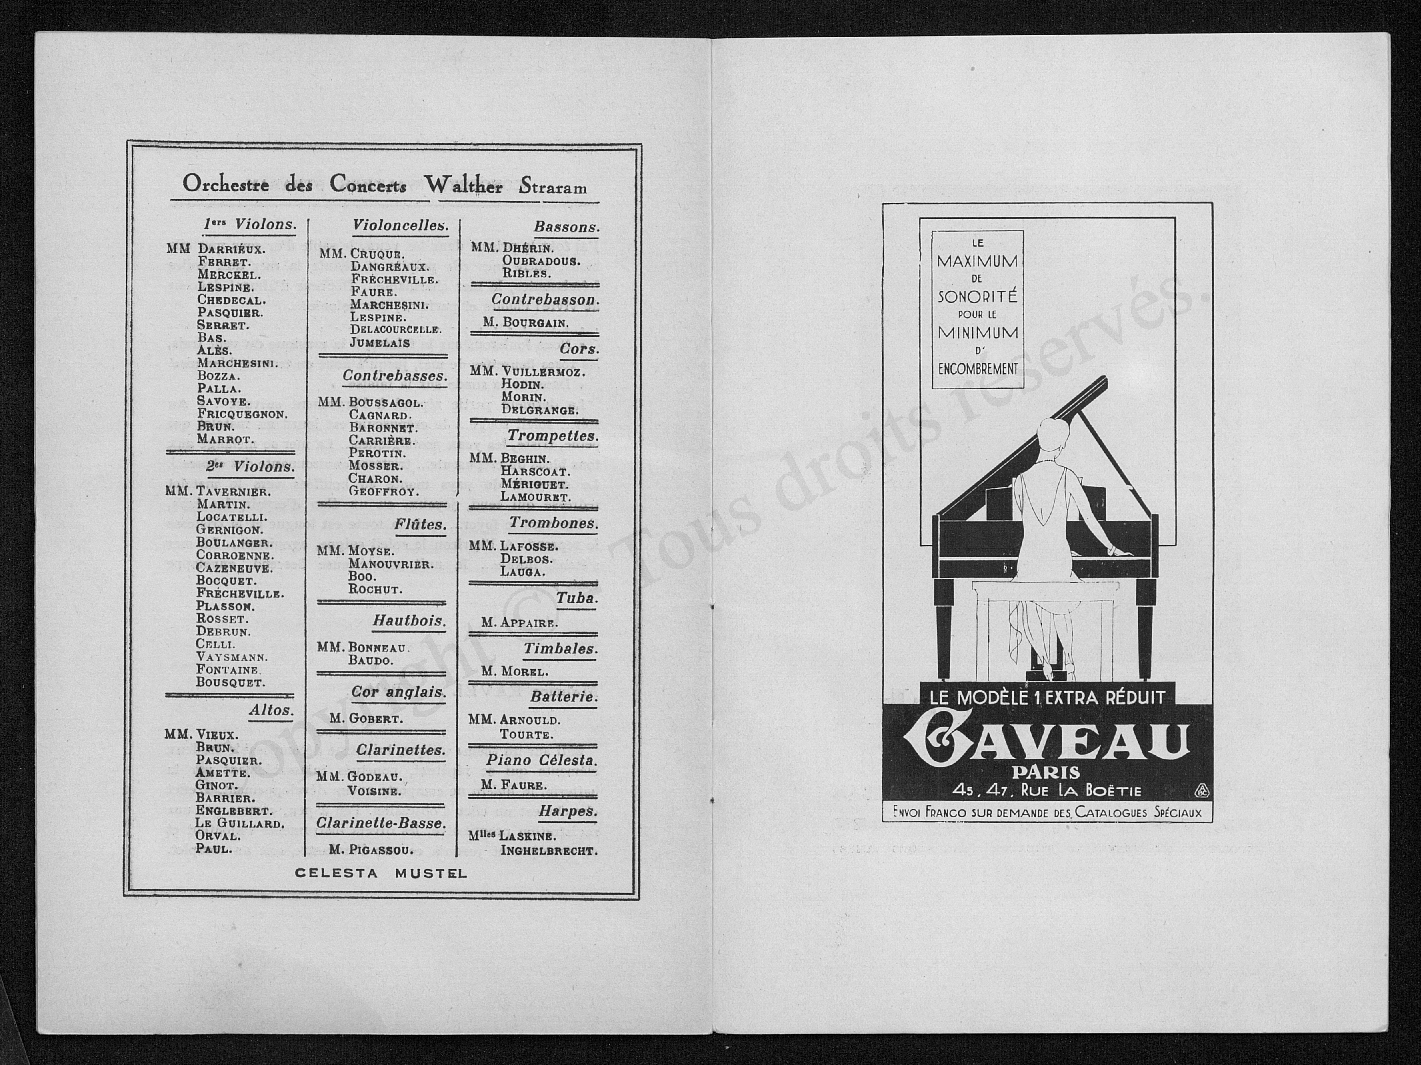 Orchestre des Concerts Walther Straram
1ers Violons.
MM DARRIEUX.
FERRET.
MERCKEL.
LESPINE.
CHEDECAL.
PASQUIER.
SERRET.
BAS.
ALÈS.
MARCHESINI.
BOZZA.
PALLA.
SAVOYE.
FRICQUEGNON.
BRUN.
MARROT.
2es Violons.
MM. TAVERNIER.
MARTIN.
LOCATELLI.
GERNIGON.
BOULANGER.
CORROENNE.
CAZENEUVE.
BOCQUET.
FRÉCHEVILLE.
PLASSON.
ROSSET.
DEBRUN.
CELLI.
VAYSMANN.
FONTAINE.
BOUSQUET.
Altos.
MM. VIEUX.
BRUN.
PASQUIER.
AMETTE.
GINOT.
BARRIER.
ENGLEBERT.
LE GUILLARD.
ORVAL.
PAUL.
Violoncelles.
MM. CRUQUE.
DANGRÉAUX.
FRÉCHEVILLE.
FAURE.
MARCHESINI.
LESPINE.
DELACOURCELLE.
JUMELAIS
Contrebasses.
MM. BOUSSAGOL.
CAGNARD.
BARONNET.
CARRIÈRE.
PEROTIN.
MOSSER.
CHARON.
GEOFFROY.
Flûtes.
MM. MOYSE.
MANOUVRIER.
BOO.
ROCHUT.
Hautbois.
MM. BONNEAU.
BAUDO.
Cor anglais.
M. GOBERT.
Clarinettes.
MM. GODEAU.
VOISINE.
Clarinette-Basse.
M. PIGASSOU.
Bassons.
MM. DHÉRIN.
OUBRADOUS.
RIBLES.
Contrebasson.
M. BOURGAIN.
Cors.
MM. VUILLERMOZ.
HODIN.
MORIN.
DELGRANGE.
Trompettes.
MM. BEGHIN.
HARSCOAT.
MÉRIGUET.
LAMOURET.
Trombones.
MM. LAFOSSE.
DELBOS.
LAUGA.
Tuba.
M. APPAIRE.
Timbales.
M. MOREL.
Batterie.
MM. ARNOULD.
TOURTE.
Piano Célesta.
M. FAURE.
Harpes.
Mlles LASKINE.
INGHELBRECHT.
CELESTA MUSTEL
LE
MAXIMUM
DE
SONORITÉ
POUR LE
MINIMUM
D'
ENCOMBREMENT
LE MODÈLE 1 EXTRA RÉDUIT
GAVEAU
PARIS
45, 47, RUE LA BOËTIE
ENVOI FRANCO SUR DEMANDE DES CATALOGUES SPÉCIAUX
Copyright © Tous droits réservés.